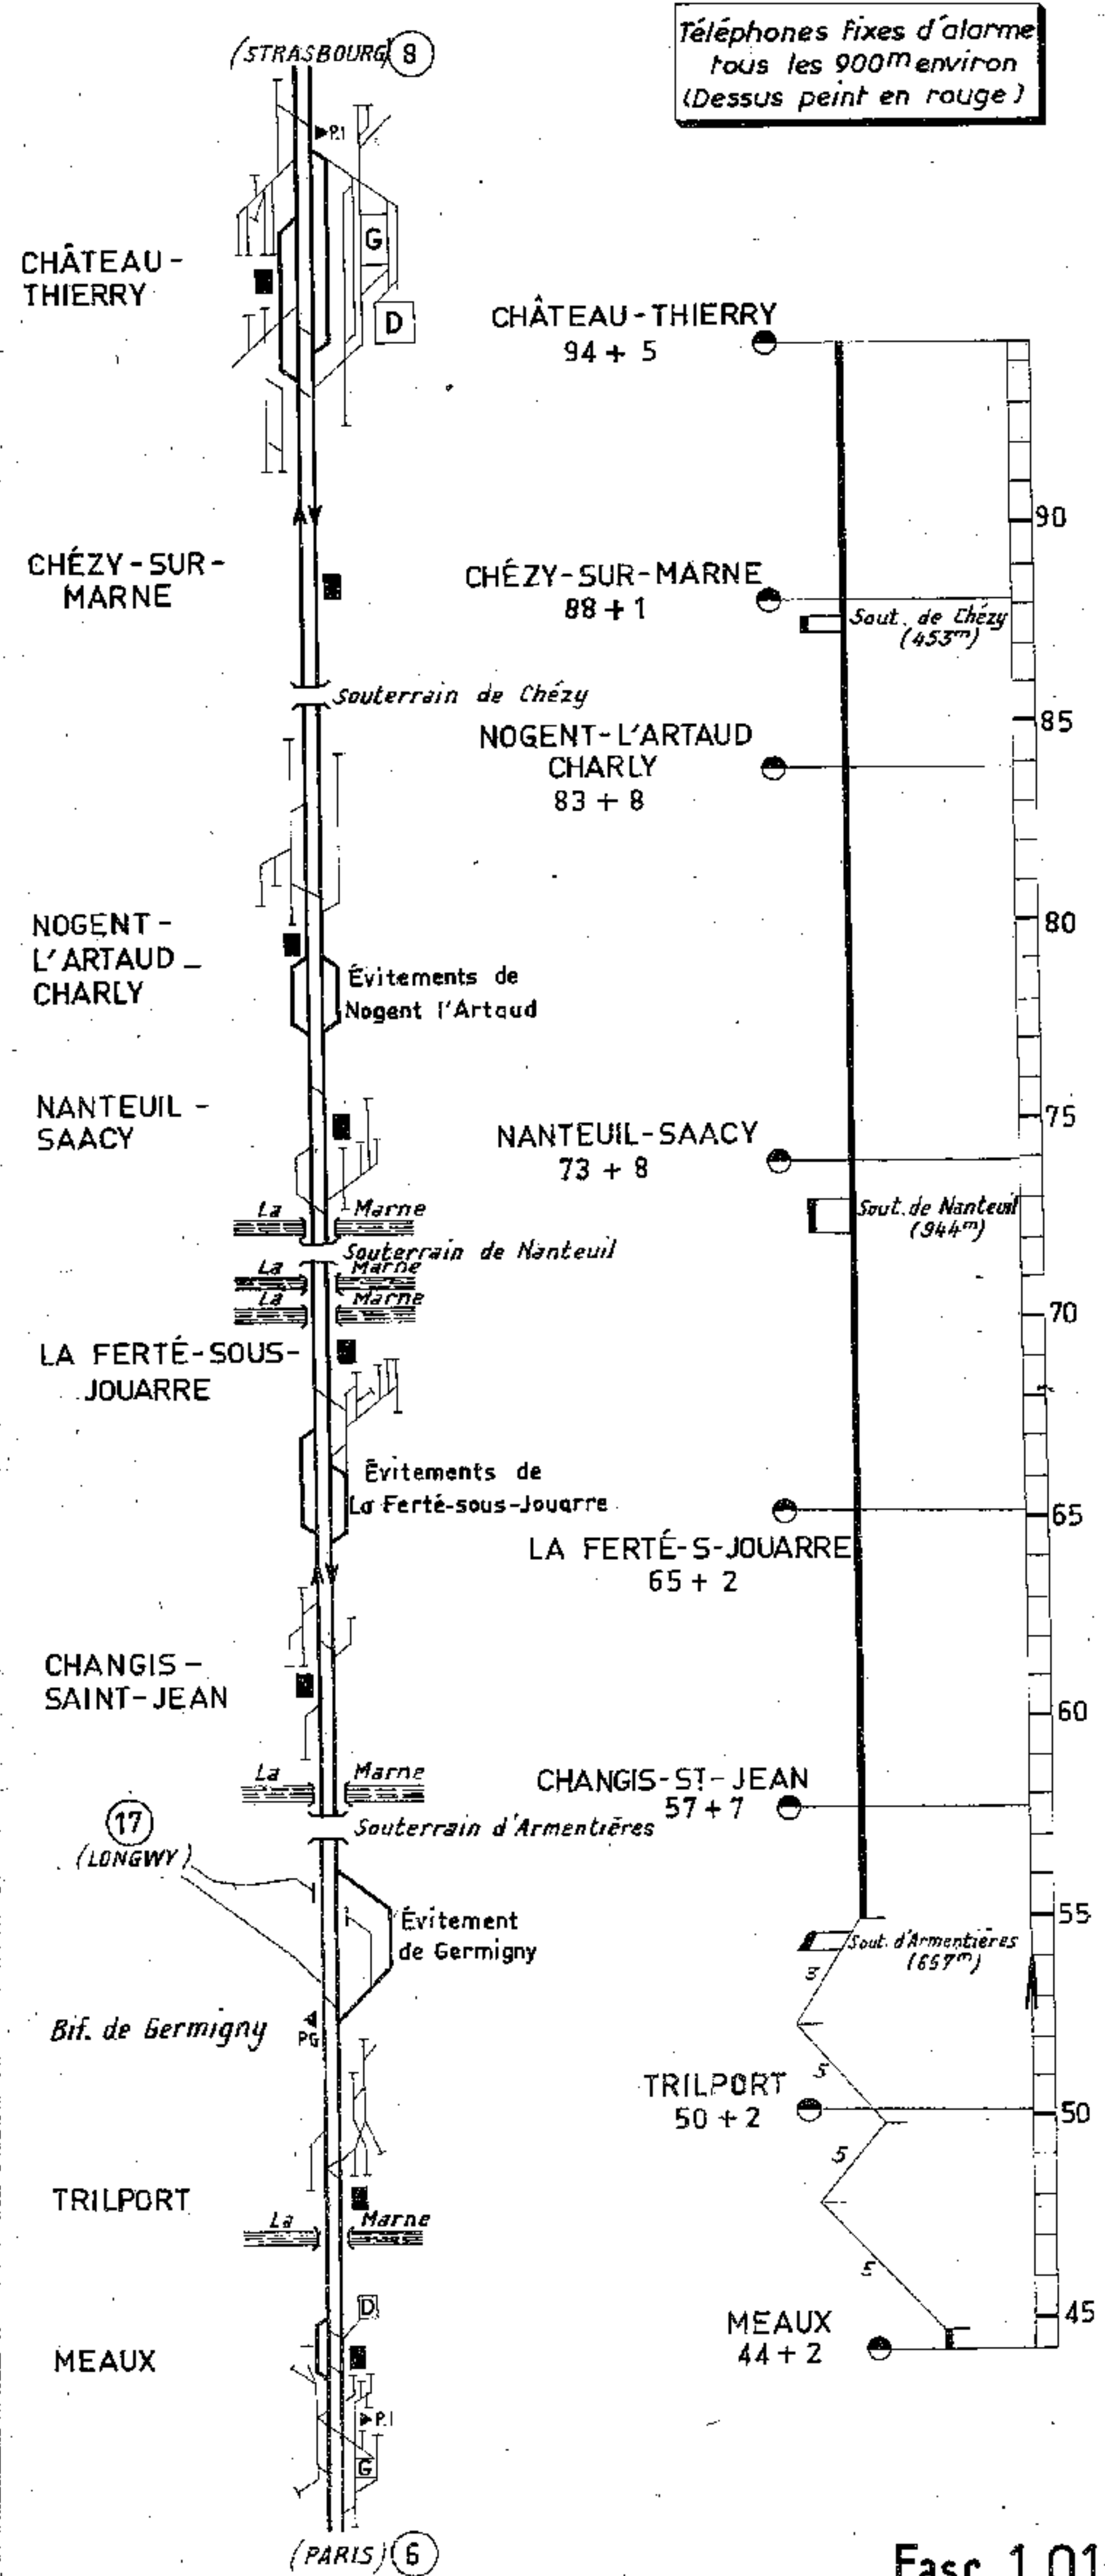 (STRASBOURG) 8
Téléphones fixes d'alarme
tous les 900m environ
(Dessus peint en rouge)
P.I
G
D
CHÂTEAU-
THIERRY
CHÂTEAU-THIERRY
94 + 5
90
CHÉZY-SUR-
MARNE
CHÉZY-SUR-MARNE
88 + 1
Sout. de Chézy
(453m)
Souterrain de Chézy
85
NOGENT-L'ARTAUD
CHARLY
83 + 8
80
NOGENT-
L'ARTAUD_
CHARLY
Évitements de
Nogent l'Artaud
NANTEUIL-
SAACY
75
NANTEUIL-SAACY
73 + 8
La Marne
Sout. de Nanteuil
(944m)
Souterrain de Nanteuil
La Marne
La Marne
70
LA FERTÉ-SOUS-
JOUARRE
Évitements de
La Ferté-sous-Jouarre
65
LA FERTÉ-S-JOUARRE
65 + 2
CHANGIS-
SAINT-JEAN
60
La Marne
CHANGIS-ST-JEAN
57 + 7
17
(LONGWY)
Souterrain d'Armentières
Évitement
de Germigny
55
Sout. d'Armentières
(657m)
3
Bif. de Germigny
PG
5
TRILPORT
50 + 2
50
5
TRILPORT
La Marne
5
D
MEAUX
MEAUX
44 + 2
45
P.I
G
(PARIS) 6
Fasc. 1.01